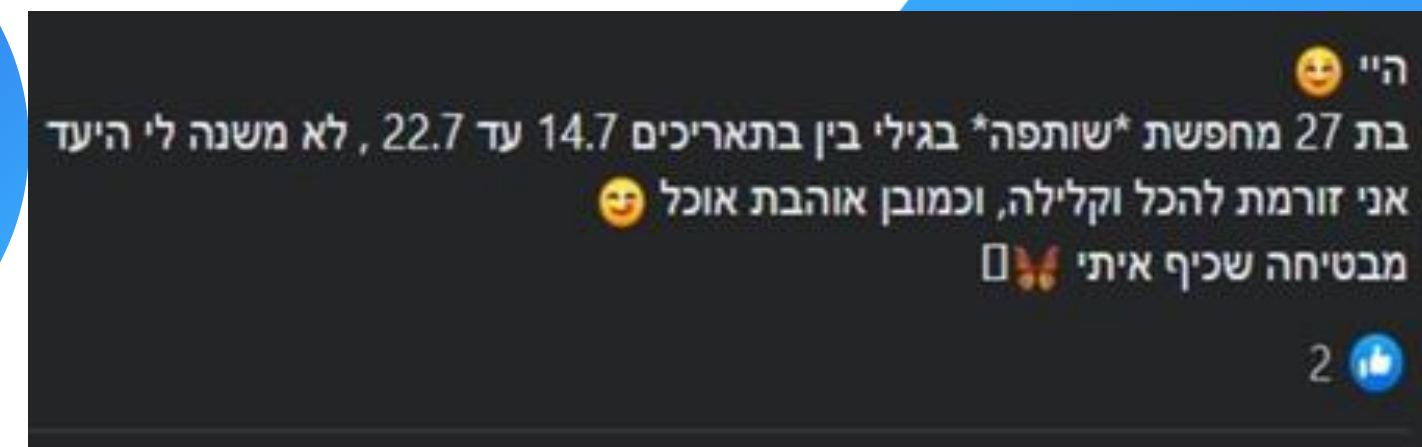 היי 😊
בת 27 מחפשת *שותפה* בגילי בין בתאריכים 14.7 עד 22.7 , לא משנה לי היעד
אני זורמת להכל וקלילה, וכמובן אוהבת אוכל 😋
מבטיחה שכיף איתי 🦋▯
2